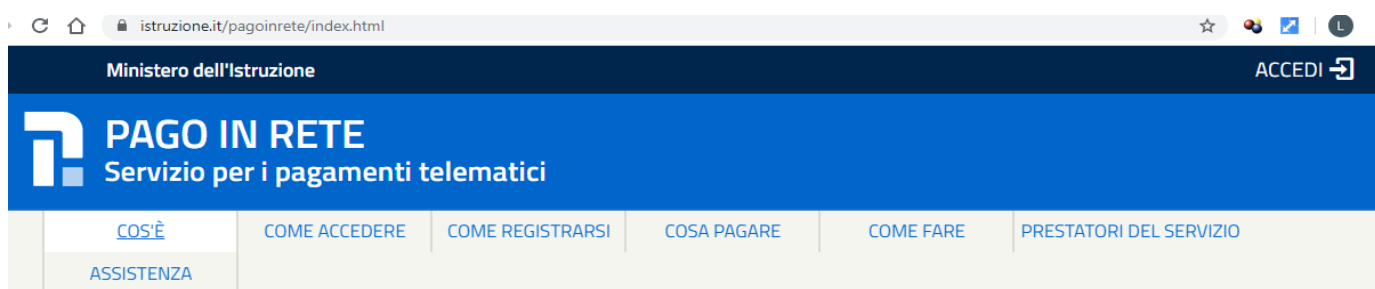 istruzione.it/pagoinrete/index.html
L
Ministero dell'Istruzione
ACCEDI
PAGO IN RETE
Servizio per i pagamenti telematici
COS'È COME ACCEDERE COME REGISTRARSI COSA PAGARE COME FARE PRESTATORI DEL SERVIZIO
ASSISTENZA